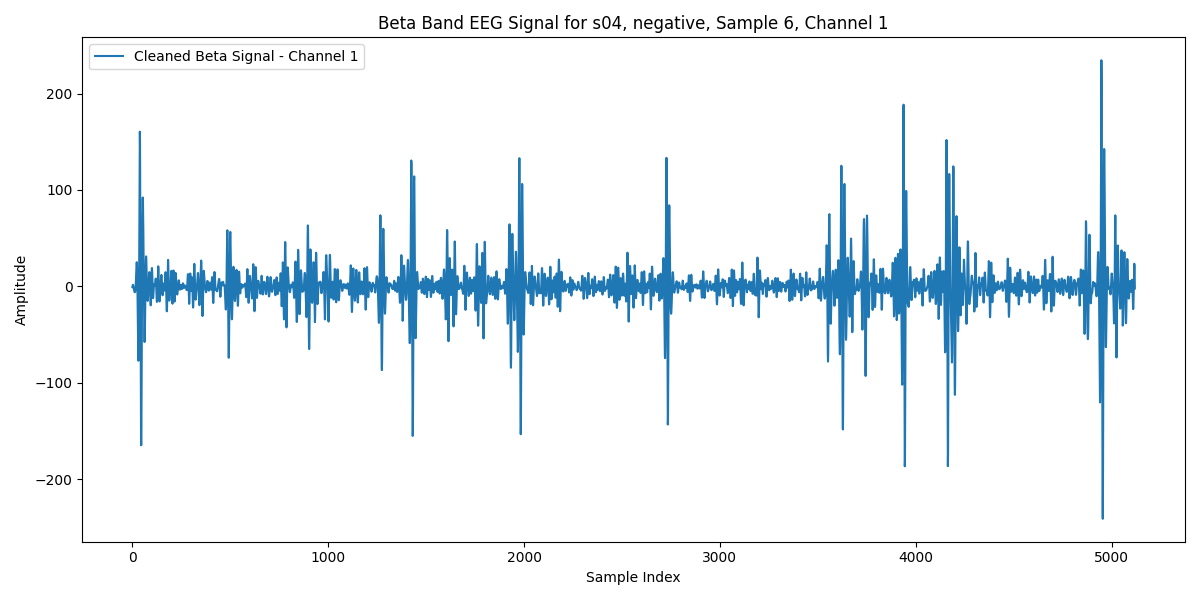 Beta Band EEG Signal for s04, negative, Sample 6, Channel 1
Cleaned Beta Signal - Channel 1
Amplitude
200
100
0
−100
−200
0 1000 2000 3000 4000 5000
Sample Index